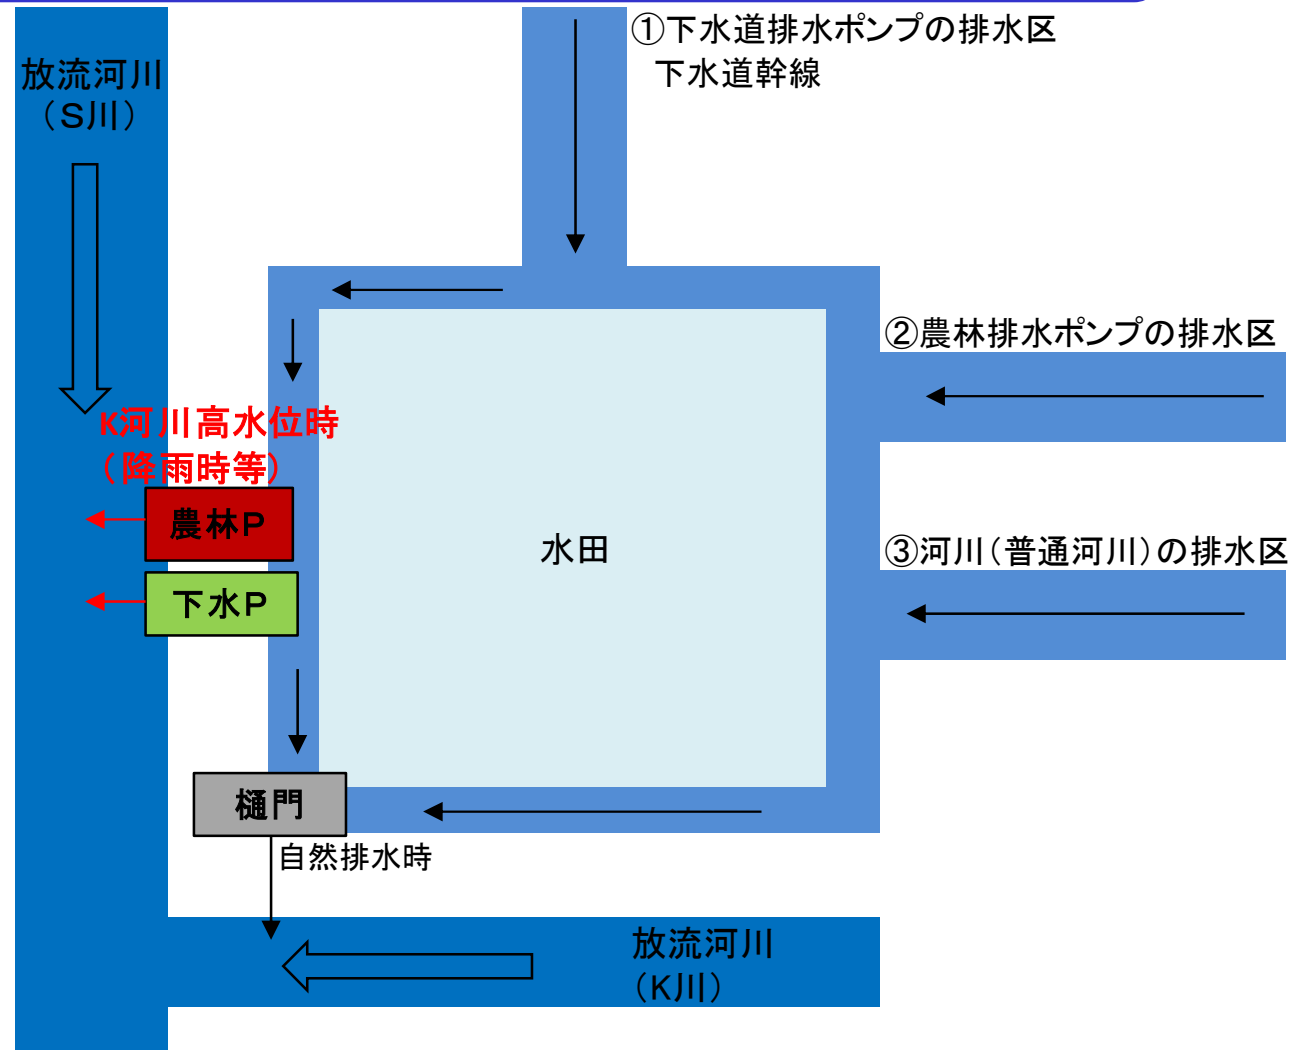 ①下水道排水ポンプの排水区
下水道幹線
放流河川
（S川）
②農林排水ポンプの排水区
K河川高水位時
（降雨時等）
農林P
水田
③河川（普通河川）の排水区
下水P
樋門
自然排水時
放流河川
（K川）